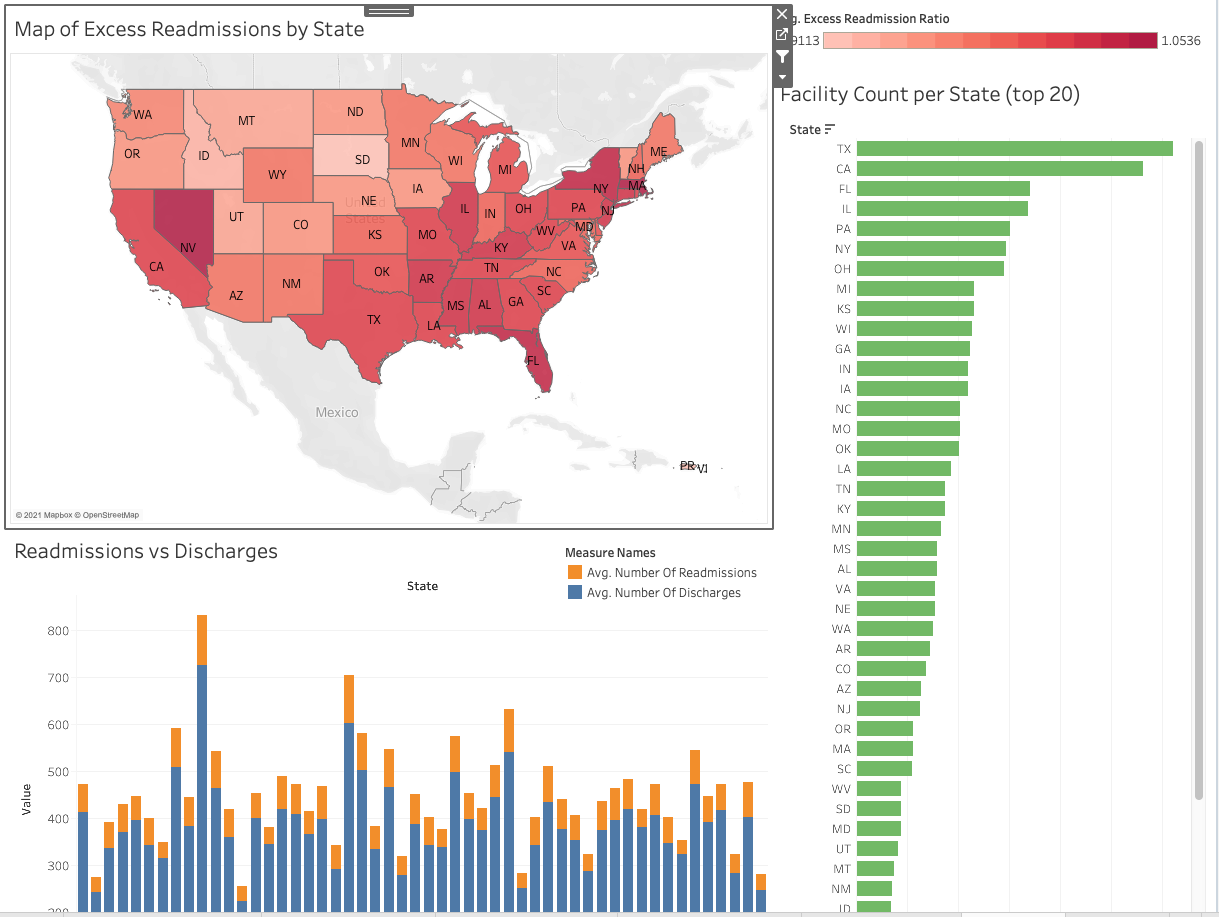 Map of Excess Readmissions by State
WA
MT
ND
MN
ME
OR
ID
SD
WI
MI
NH
WY
NY
MA
IA
NE
United
States
UT
CO
IL
IN
OH
PA
NJ
KS
MO
WV
MD
NV
KY
VA
CA
OK
AR
TN
NC
AZ
NM
MS
AL
GA
SC
TX
LA
FL
Mexico
PR
VI
© 2021 Mapbox © OpenStreetMap
g. Excess Readmission Ratio
9113
1.0536
Facility Count per State (top 20)
State
TX
CA
FL
IL
PA
NY
OH
MI
KS
WI
GA
IN
IA
NC
MO
OK
LA
TN
KY
MN
MS
AL
VA
NE
WA
AR
CO
AZ
NJ
OR
MA
SC
WV
SD
MD
UT
MT
NM
ID
Readmissions vs Discharges
Measure Names
Avg. Number Of Readmissions
Avg. Number Of Discharges
State
Value
800
700
600
500
400
300
200